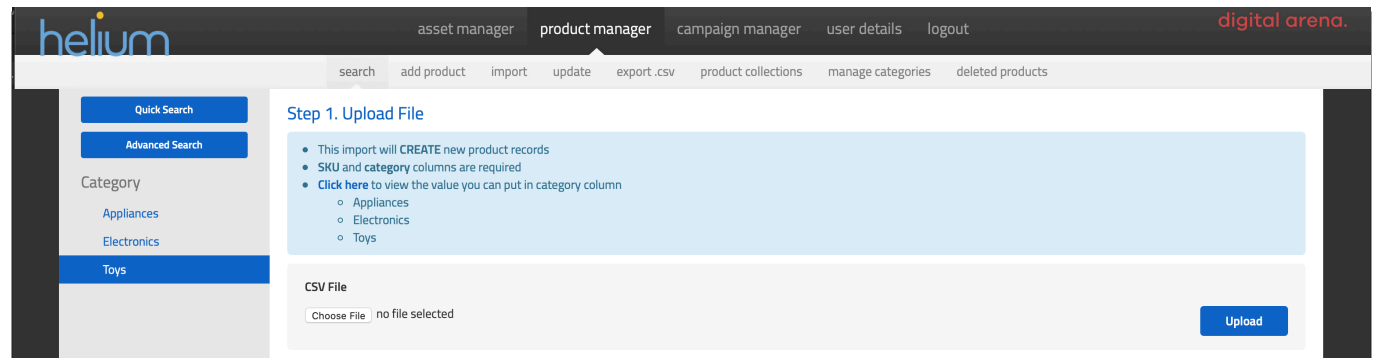 helium
asset manager product manager campaign manager user details logout
digital arena.
search add product import update export .csv product collections manage categories deleted products
Quick Search
Advanced Search
Category
Appliances
Electronics
Toys
Step 1. Upload File
This import will CREATE new product records
SKU and category columns are required
Click here to view the value you can put in category column
Appliances
Electronics
Toys
CSV File
Choose File no file selected
Upload